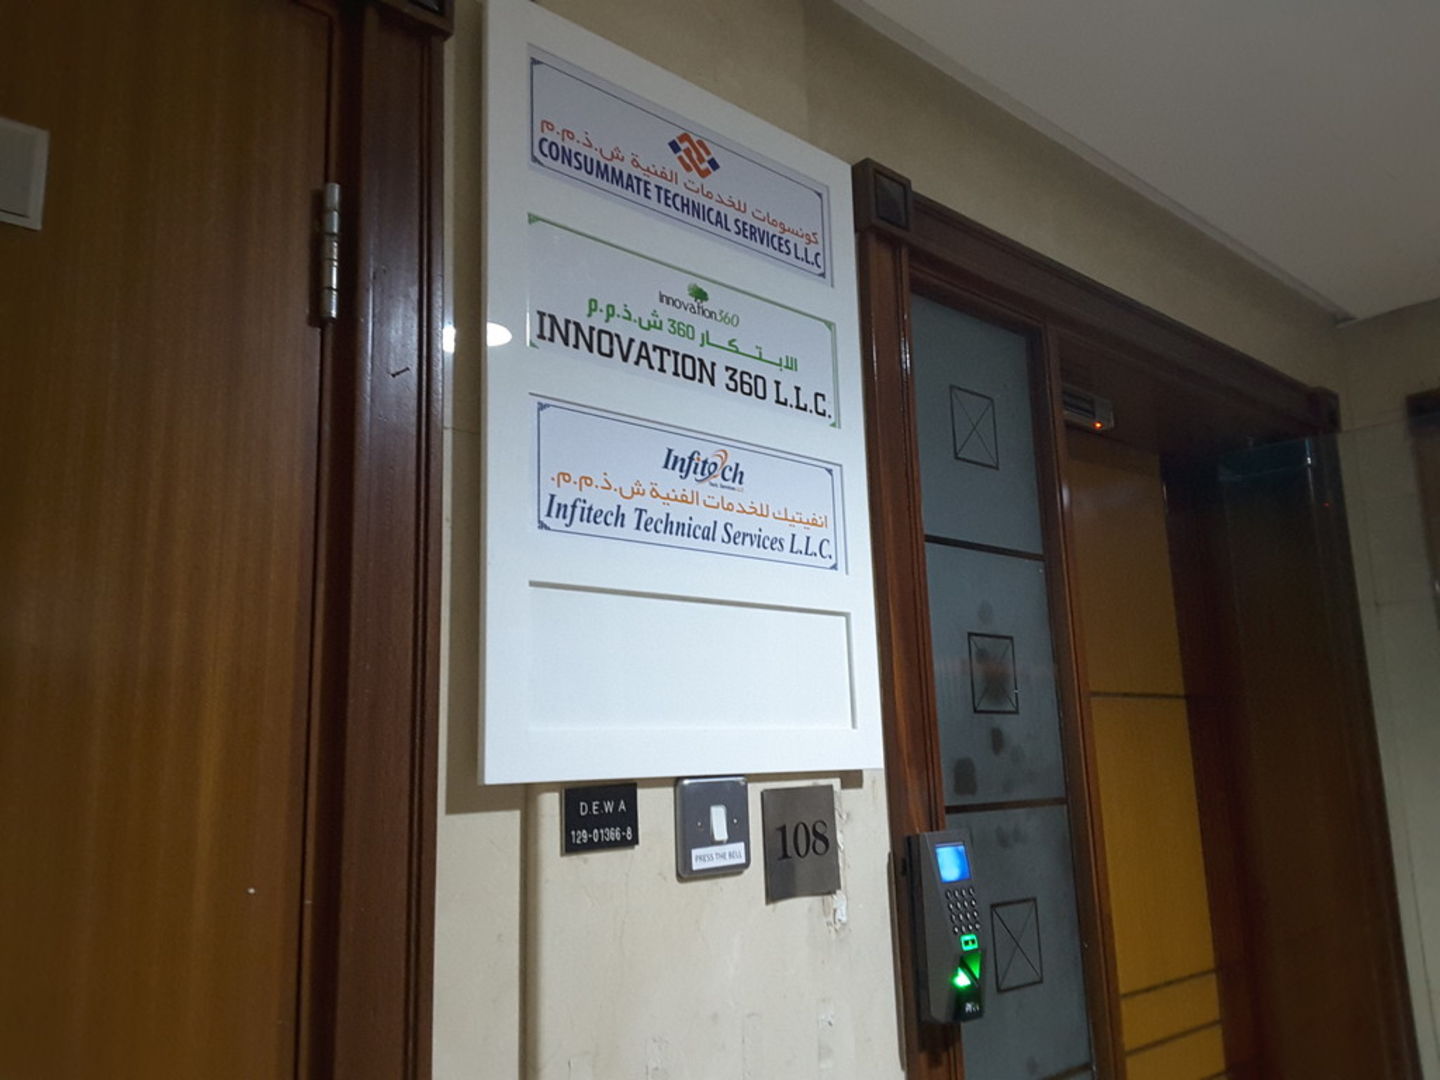 كونسومات للخدمات الفنية ش.ذ.م.م
CONSUMMATE TECHNICAL SERVICES L.L.C
innovation360
الابتكار 360 ش.ذ.م.م
INNOVATION 360 L.L.C.
Infitech
انفيتيك للخدمات الفنية ش.ذ.م.م.
Infitech Technical Services L.L.C.
D.E.W A
129-01366-8
PRESS THE BELL
108